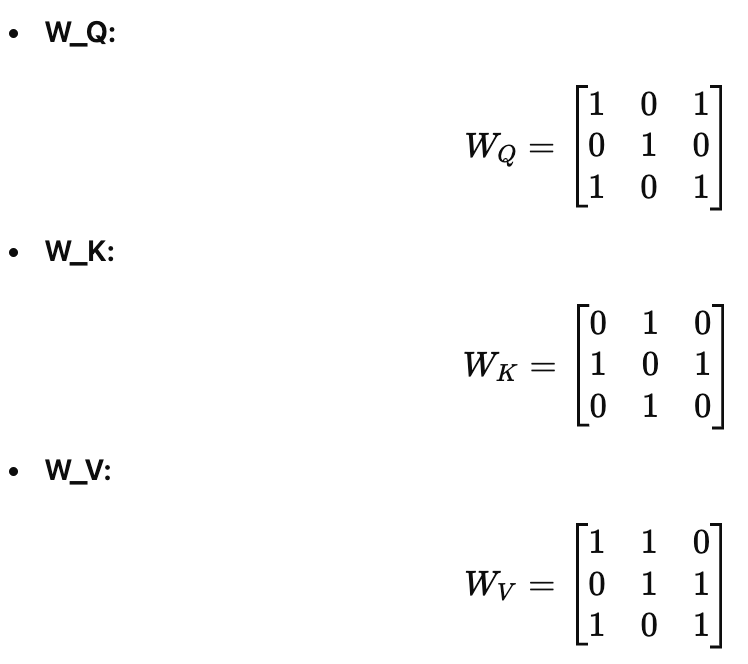 • W_Q:
W_Q = [1 0 1
0 1 0
1 0 1]
• W_K:
W_K = [0 1 0
1 0 1
0 1 0]
• W_V:
W_V = [1 1 0
0 1 1
1 0 1]